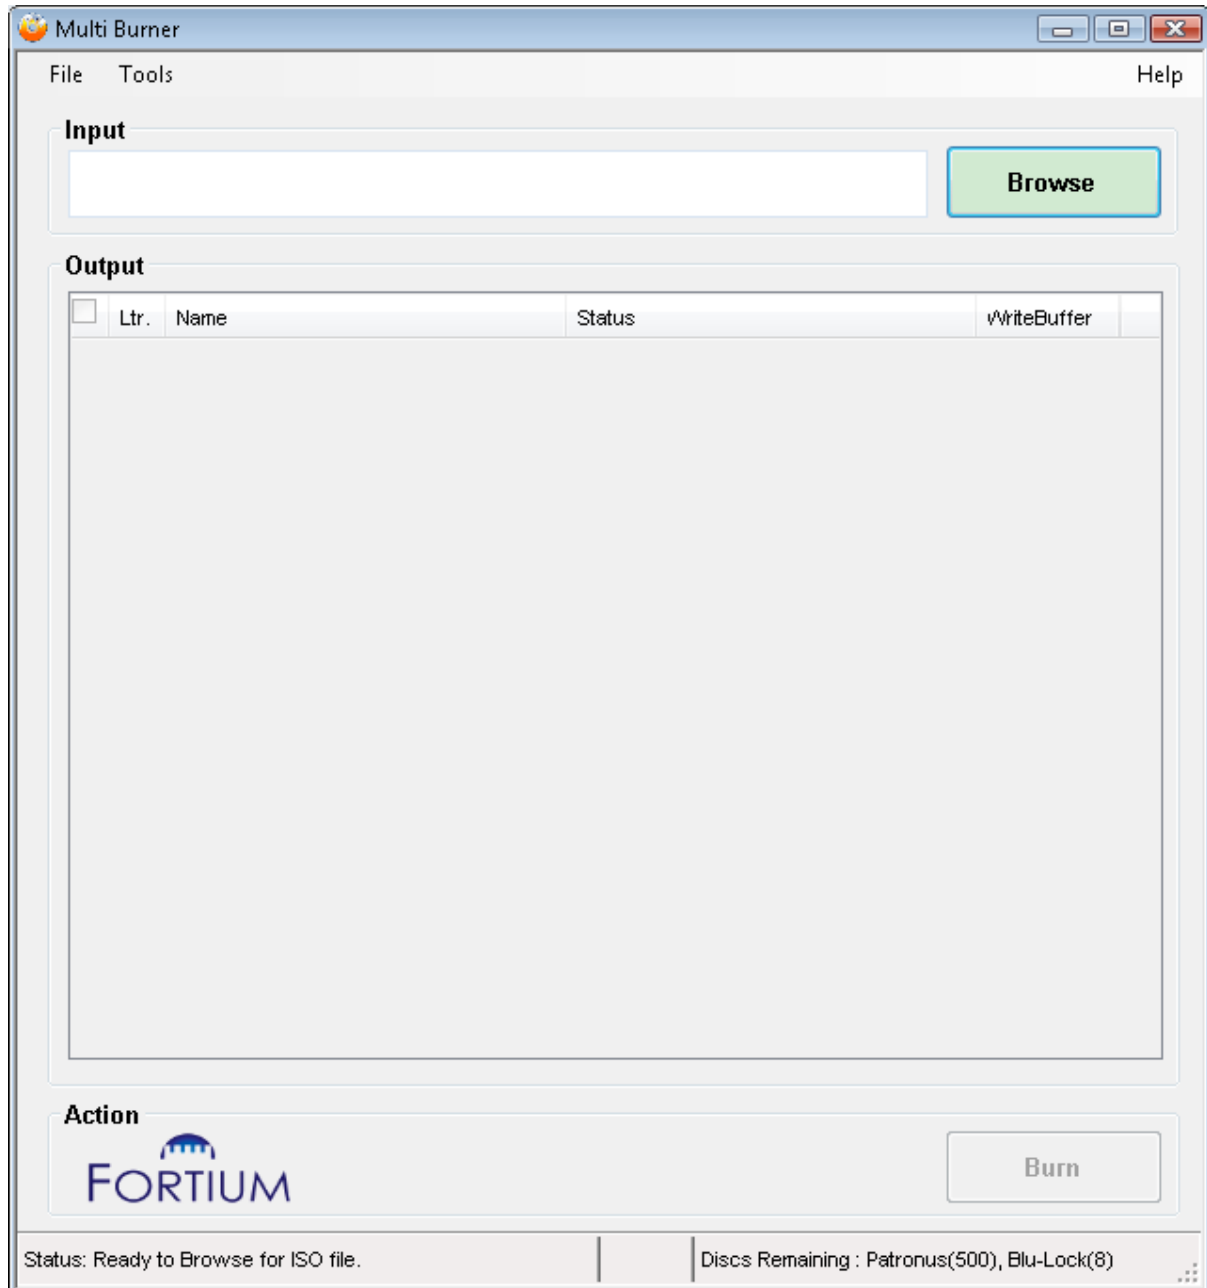 Multi Burner
File Tools Help
Input
Browse
Output
Ltr. Name Status WriteBuffer
Action
FORTIUM
Burn
Status: Ready to Browse for ISO file. Discs Remaining : Patronus(500), Blu-Lock(8)